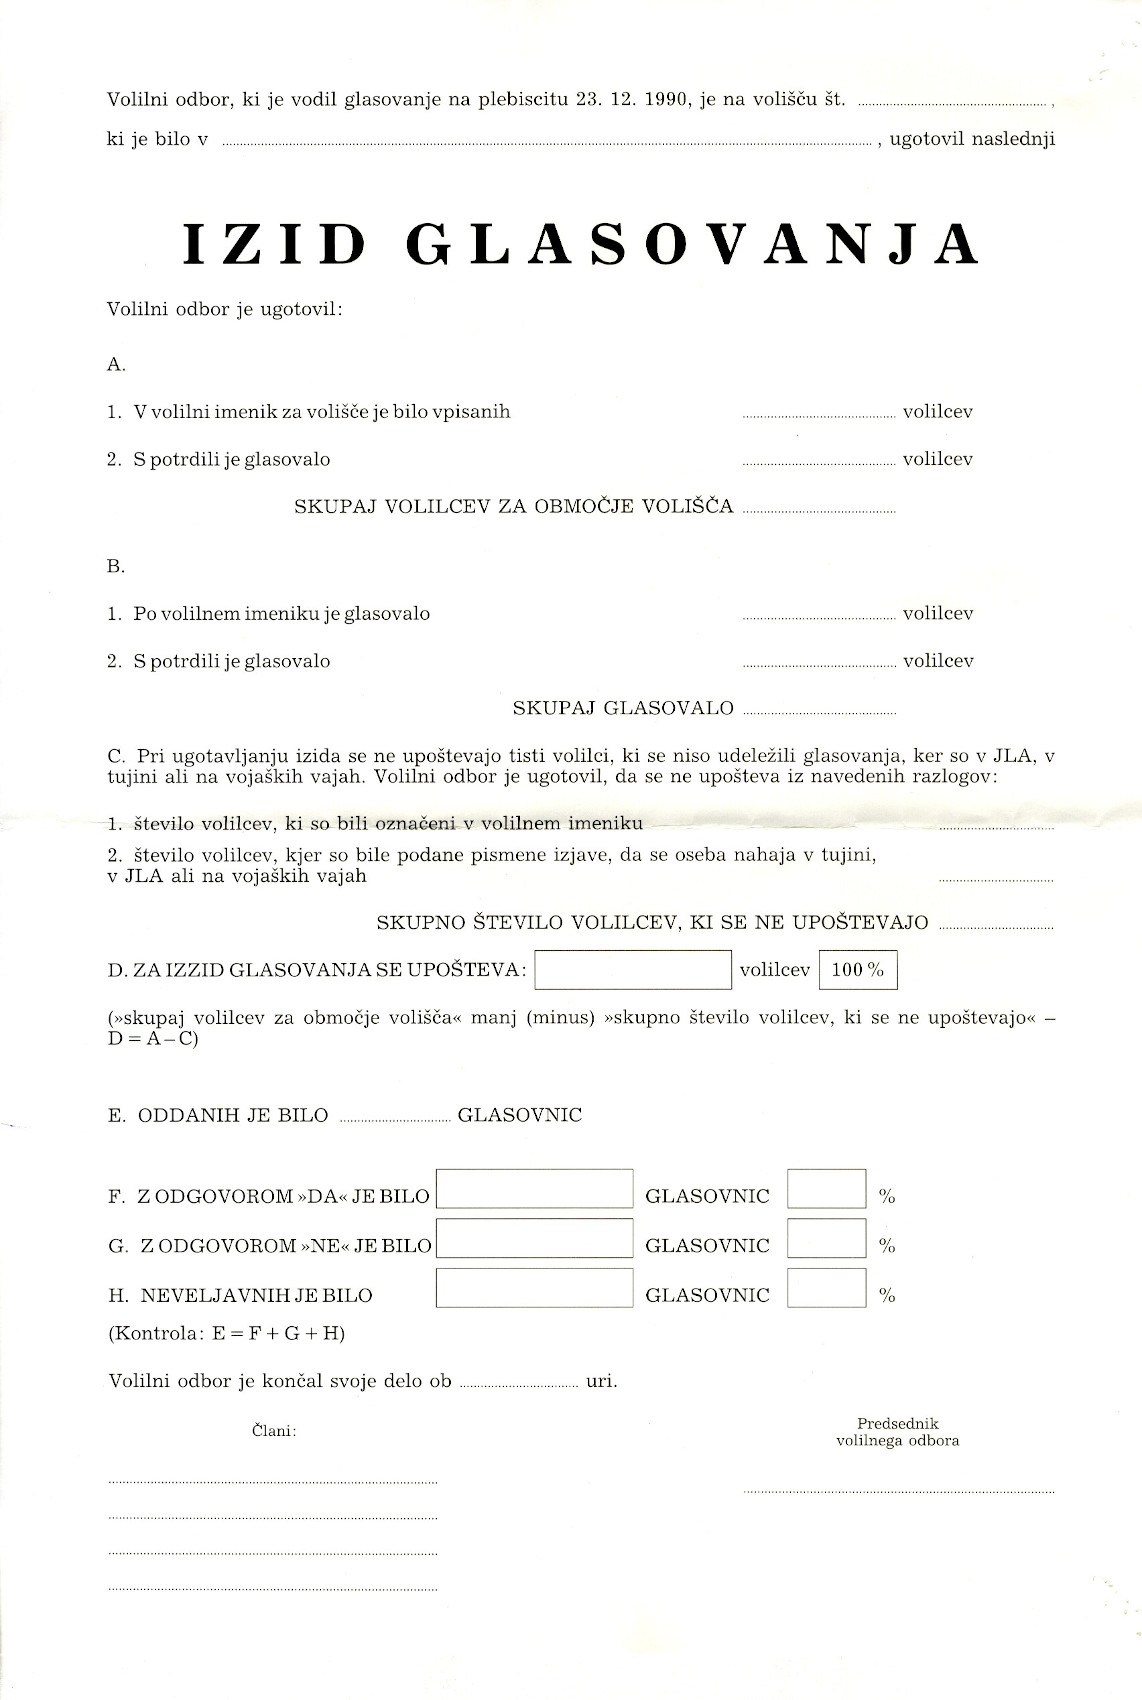 Volilni odbor, ki je vodil glasovanje na plebiscitu 23. 12. 1990, je na volišču št. ........................................ ,
ki je bilo v ........................................ , ugotovil naslednji
IZID GLASOVANJA
Volilni odbor je ugotovil:
A.
1. V volilni imenik za volišče je bilo vpisanih ........................................ volilcev
2. S potrdili je glasovalo ........................................ volilcev
SKUPAJ VOLILCEV ZA OBMOČJE VOLIŠČA ........................................
B.
1. Po volilnem imeniku je glasovalo ........................................ volilcev
2. S potrdili je glasovalo ........................................ volilcev
SKUPAJ GLASOVALO ........................................
C. Pri ugotavljanju izida se ne upoštevajo tisti volilci, ki se niso udeležili glasovanja, ker so v JLA, v
tujini ali na vojaških vajah. Volilni odbor je ugotovil, da se ne upošteva iz navedenih razlogov:
1. število volilcev, ki so bili označeni v volilnem imeniku ........................................
2. število volilcev, kjer so bile podane pismene izjave, da se oseba nahaja v tujini,
v JLA ali na vojaških vajah ........................................
SKUPNO ŠTEVILO VOLILCEV, KI SE NE UPOŠTEVAJO ........................................
D. ZA IZZID GLASOVANJA SE UPOŠTEVA: volilcev 100 %
(»skupaj volilcev za območje volišča« manj (minus) »skupno število volilcev, ki se ne upoštevajo« –
D = A – C)
E. ODDANIH JE BILO ........................................ GLASOVNIC
F. Z ODGOVOROM »DA« JE BILO GLASOVNIC %
G. Z ODGOVOROM »NE« JE BILO GLASOVNIC %
H. NEVELJAVNIH JE BILO GLASOVNIC %
(Kontrola: E = F + G + H)
Volilni odbor je končal svoje delo ob ........................................ uri.
Člani:
Predsednik
volilnega odbora